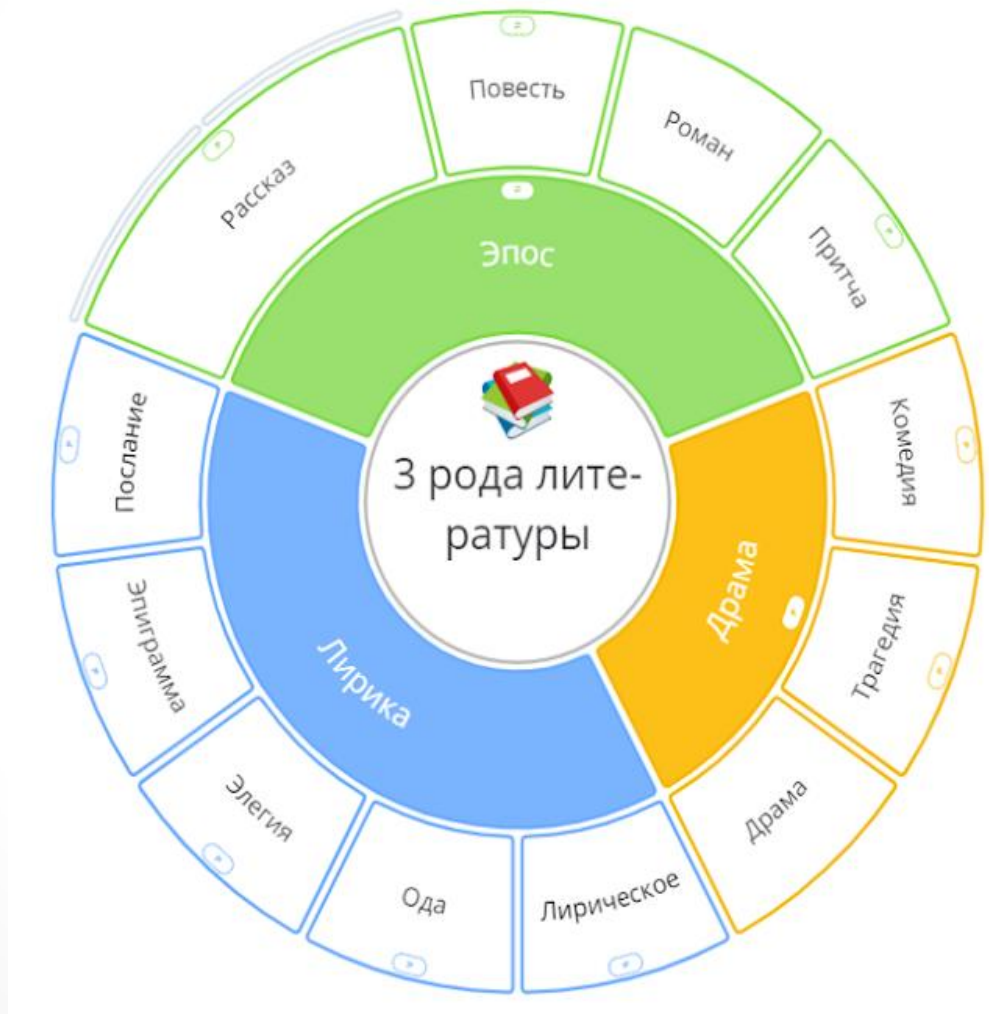 3 рода лите-
ратуры
Эпос
Рассказ
Повесть
Роман
Притча
Драма
Комедия
Трагедия
Драма
Лирика
Лирическое
Ода
Элегия
Эпиграмма
Послание